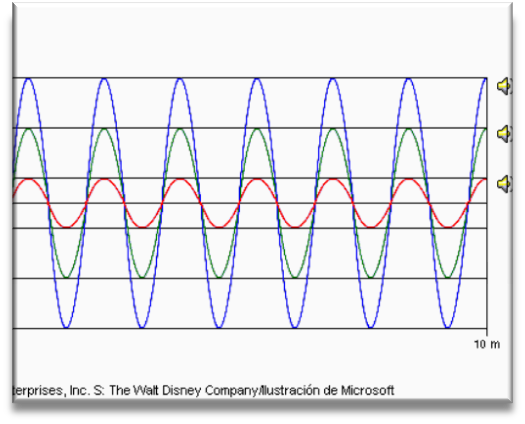 10 m
terprises, Inc. S: The Walt Disney Company/Ilustración de Microsoft